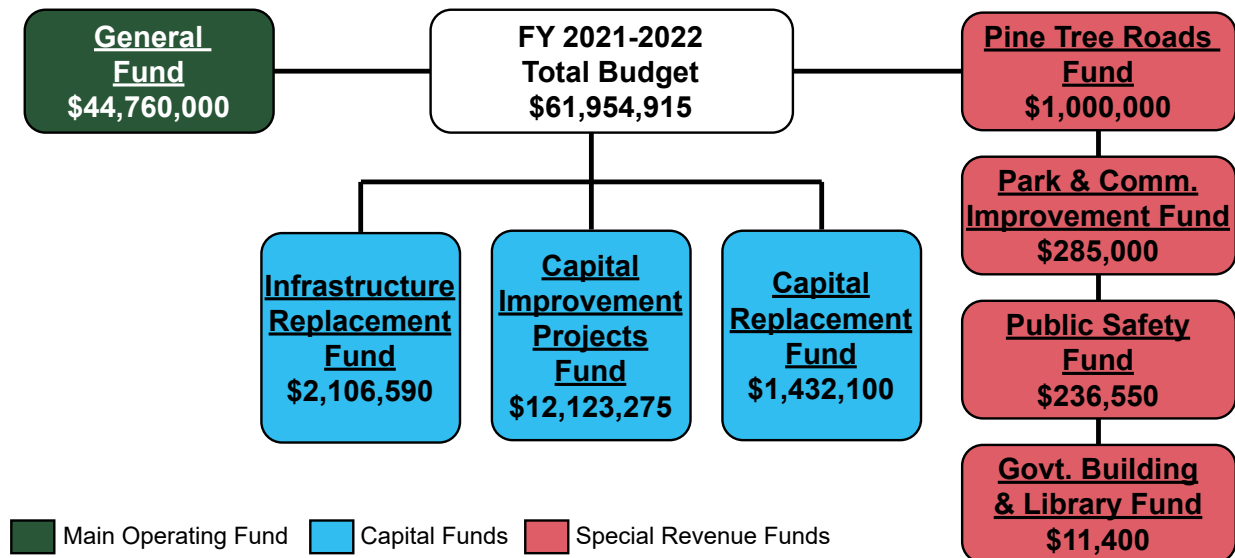 General
Fund
$44,760,000
FY 2021-2022
Total Budget
$61,954,915
Pine Tree Roads
Fund
$1,000,000
Park & Comm.
Improvement Fund
$285,000
Infrastructure
Replacement
Fund
$2,106,590
Capital
Improvement
Projects
Fund
$12,123,275
Capital
Replacement
Fund
$1,432,100
Public Safety
Fund
$236,550
Govt. Building
& Library Fund
$11,400
Main Operating Fund
Capital Funds
Special Revenue Funds